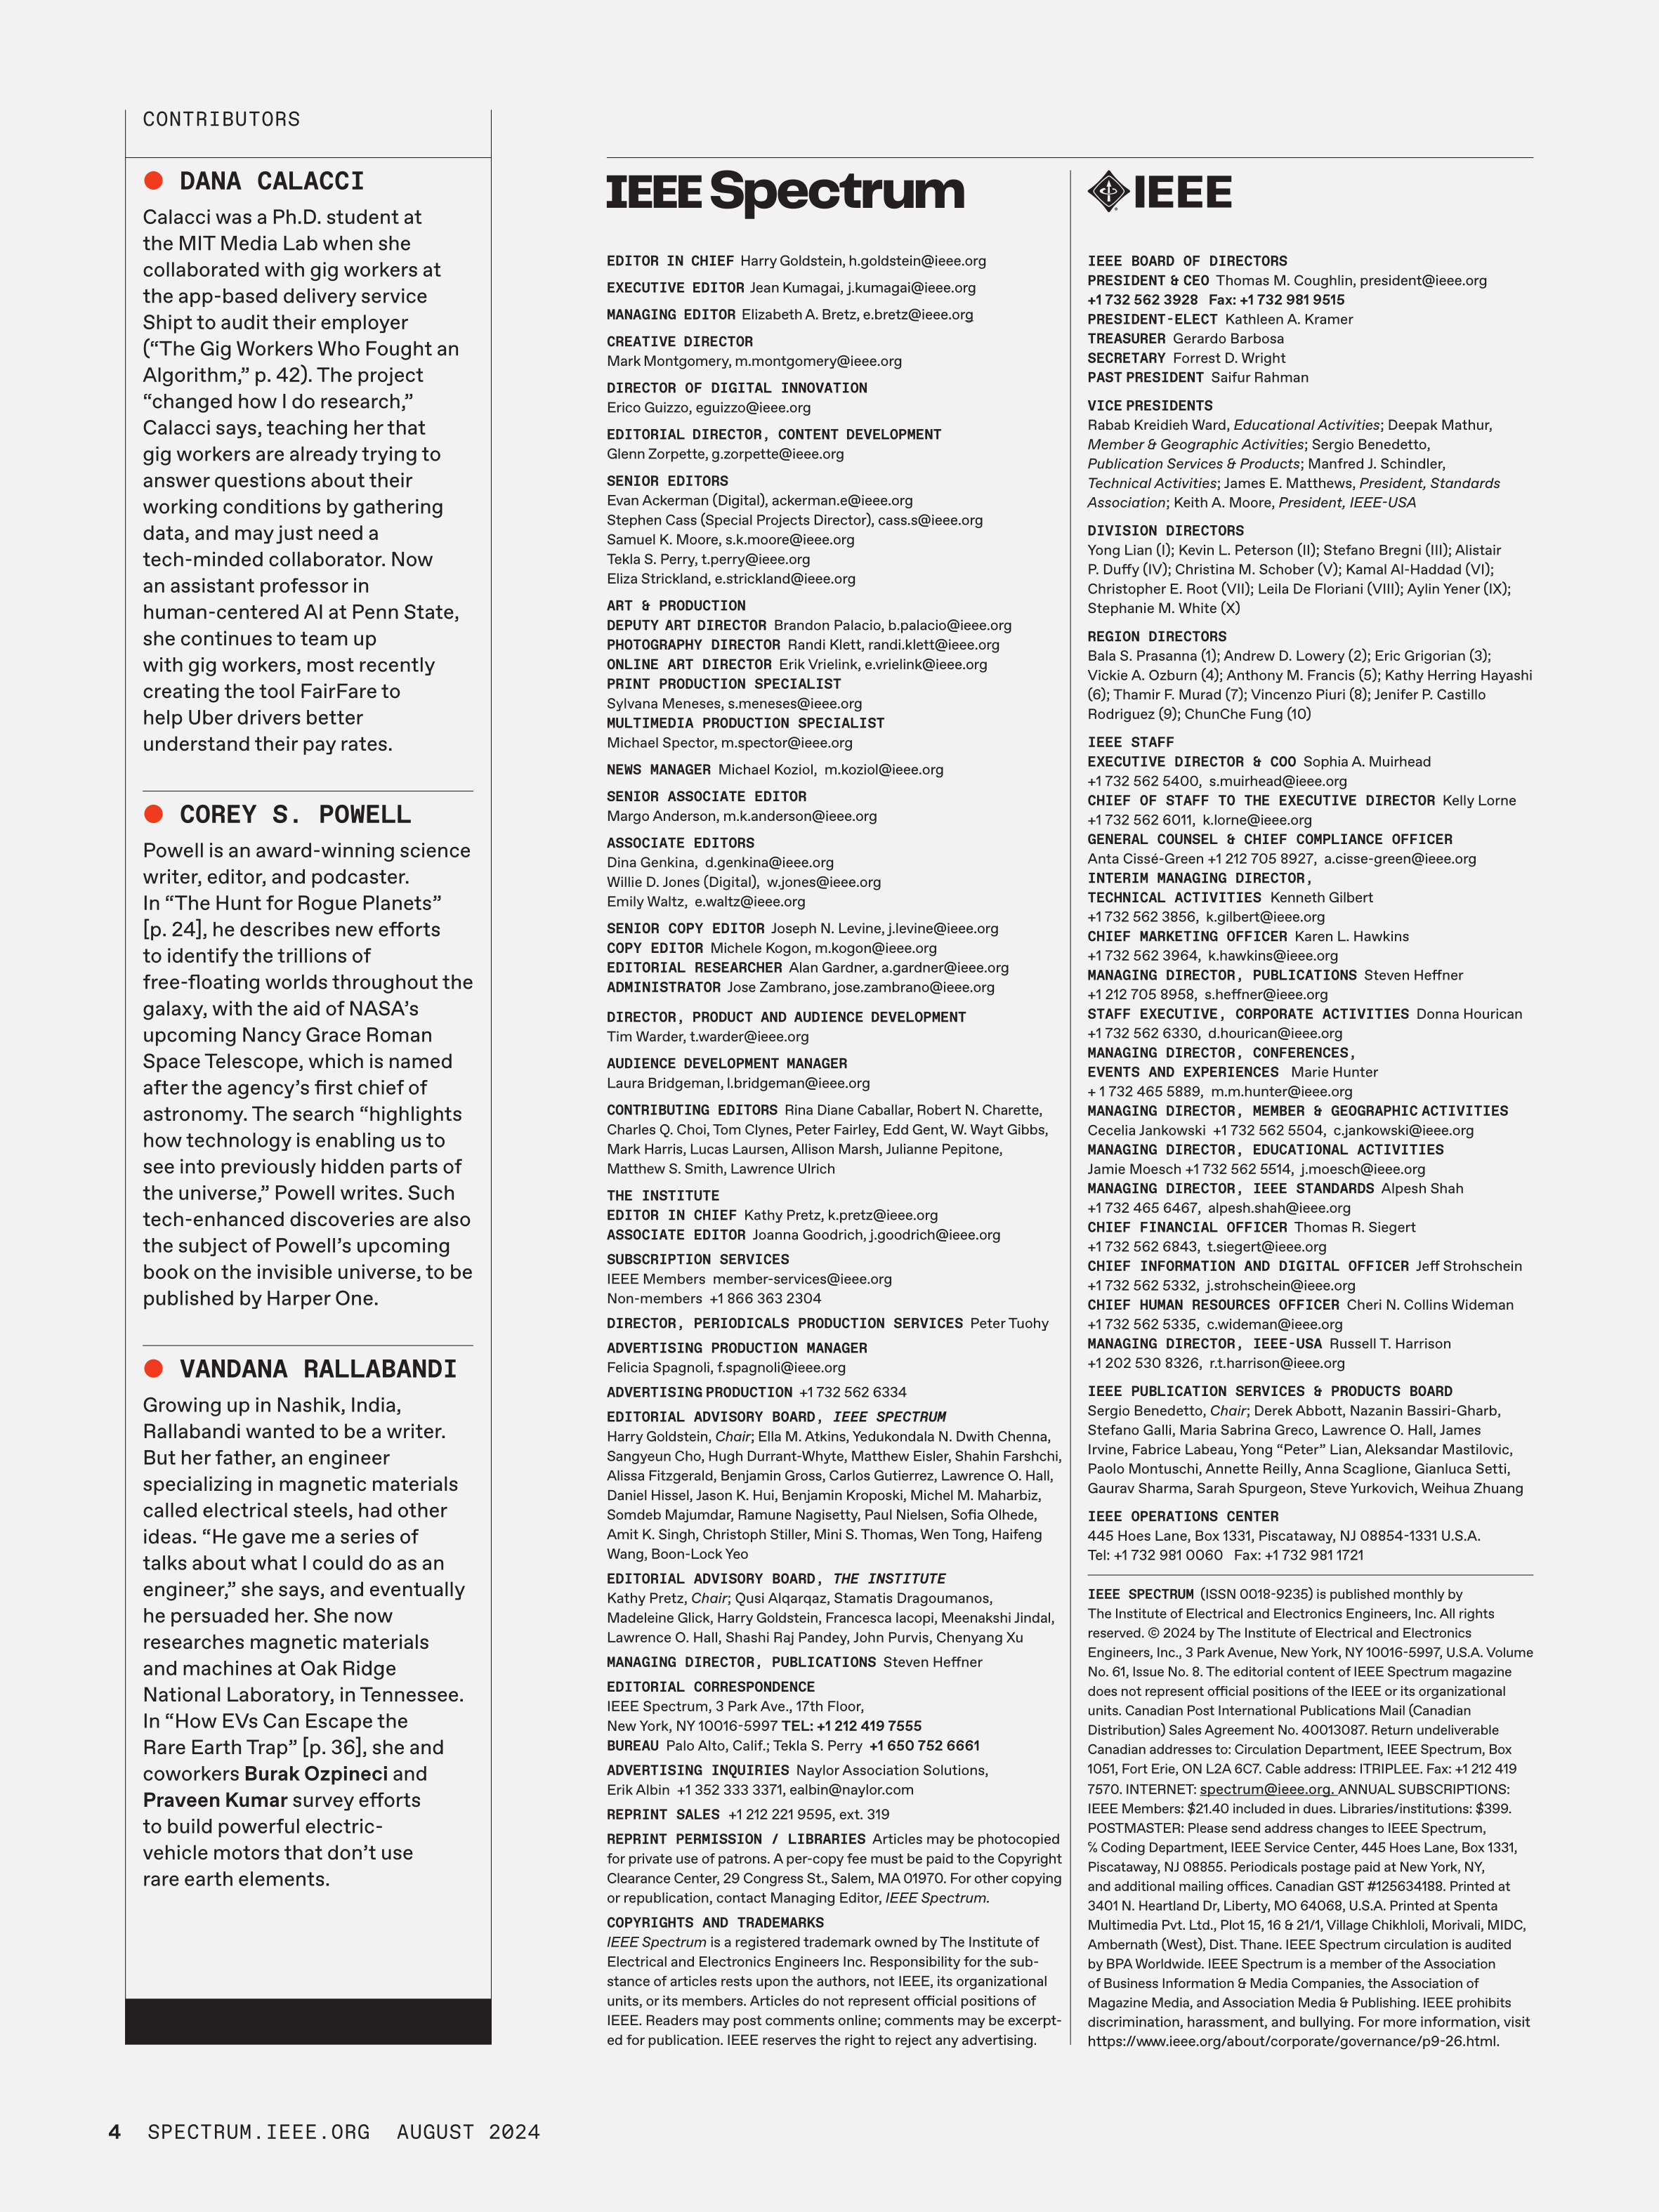 CONTRIBUTORS
DANA CALACCI
Calacci was a Ph.D. student at
the MIT Media Lab when she
collaborated with gig workers at
the app-based delivery service
Shipt to audit their employer
(“The Gig Workers Who Fought an
Algorithm,” p. 42). The project
“changed how I do research,”
Calacci says, teaching her that
gig workers are already trying to
answer questions about their
working conditions by gathering
data, and may just need a
tech-minded collaborator. Now
an assistant professor in
human-centered AI at Penn State,
she continues to team up
with gig workers, most recently
creating the tool FairFare to
help Uber drivers better
understand their pay rates.
COREY S. POWELL
Powell is an award-winning science
writer, editor, and podcaster.
In “The Hunt for Rogue Planets”
[p. 24], he describes new efforts
to identify the trillions of
free-floating worlds throughout the
galaxy, with the aid of NASA’s
upcoming Nancy Grace Roman
Space Telescope, which is named
after the agency’s first chief of
astronomy. The search “highlights
how technology is enabling us to
see into previously hidden parts of
the universe,” Powell writes. Such
tech-enhanced discoveries are also
the subject of Powell’s upcoming
book on the invisible universe, to be
published by Harper One.
VANDANA RALLABANDI
Growing up in Nashik, India,
Rallabandi wanted to be a writer.
But her father, an engineer
specializing in magnetic materials
called electrical steels, had other
ideas. “He gave me a series of
talks about what I could do as an
engineer,” she says, and eventually
he persuaded her. She now
researches magnetic materials
and machines at Oak Ridge
National Laboratory, in Tennessee.
In “How EVs Can Escape the
Rare Earth Trap” [p. 36], she and
coworkers Burak Ozpineci and
Praveen Kumar survey efforts
to build powerful electric-
vehicle motors that don’t use
rare earth elements.
IEEE Spectrum
EDITOR IN CHIEF Harry Goldstein, h.goldstein@ieee.org
EXECUTIVE EDITOR Jean Kumagai, j.kumagai@ieee.org
MANAGING EDITOR Elizabeth A. Bretz, e.bretz@ieee.org
CREATIVE DIRECTOR
Mark Montgomery, m.montgomery@ieee.org
DIRECTOR OF DIGITAL INNOVATION
Erico Guizzo, eguizzo@ieee.org
EDITORIAL DIRECTOR, CONTENT DEVELOPMENT
Glenn Zorpette, g.zorpette@ieee.org
SENIOR EDITORS
Evan Ackerman (Digital), ackerman.e@ieee.org
Stephen Cass (Special Projects Director), cass.s@ieee.org
Samuel K. Moore, s.k.moore@ieee.org
Tekla S. Perry, t.perry@ieee.org
Eliza Strickland, e.strickland@ieee.org
ART & PRODUCTION
DEPUTY ART DIRECTOR Brandon Palacio, b.palacio@ieee.org
PHOTOGRAPHY DIRECTOR Randi Klett, randi.klett@ieee.org
ONLINE ART DIRECTOR Erik Vrielink, e.vrielink@ieee.org
PRINT PRODUCTION SPECIALIST
Sylvana Meneses, s.meneses@ieee.org
MULTIMEDIA PRODUCTION SPECIALIST
Michael Spector, m.spector@ieee.org
NEWS MANAGER Michael Koziol, m.koziol@ieee.org
SENIOR ASSOCIATE EDITOR
Margo Anderson, m.k.anderson@ieee.org
ASSOCIATE EDITORS
Dina Genkina, d.genkina@ieee.org
Willie D. Jones (Digital), w.jones@ieee.org
Emily Waltz, e.waltz@ieee.org
SENIOR COPY EDITOR Joseph N. Levine, j.levine@ieee.org
COPY EDITOR Michele Kogon, m.kogon@ieee.org
EDITORIAL RESEARCHER Alan Gardner, a.gardner@ieee.org
ADMINISTRATOR Jose Zambrano, jose.zambrano@ieee.org
DIRECTOR, PRODUCT AND AUDIENCE DEVELOPMENT
Tim Warder, t.warder@ieee.org
AUDIENCE DEVELOPMENT MANAGER
Laura Bridgeman, l.bridgeman@ieee.org
CONTRIBUTING EDITORS Rina Diane Caballar, Robert N. Charette,
Charles Q. Choi, Tom Clynes, Peter Fairley, Edd Gent, W. Wayt Gibbs,
Mark Harris, Lucas Laursen, Allison Marsh, Julianne Pepitone,
Matthew S. Smith, Lawrence Ulrich
THE INSTITUTE
EDITOR IN CHIEF Kathy Pretz, k.pretz@ieee.org
ASSOCIATE EDITOR Joanna Goodrich, j.goodrich@ieee.org
SUBSCRIPTION SERVICES
IEEE Members member-services@ieee.org
Non-members +1 866 363 2304
DIRECTOR, PERIODICALS PRODUCTION SERVICES Peter Tuohy
ADVERTISING PRODUCTION MANAGER
Felicia Spagnoli, f.spagnoli@ieee.org
ADVERTISING PRODUCTION +1 732 562 6334
EDITORIAL ADVISORY BOARD, IEEE SPECTRUM
Harry Goldstein, Chair; Ella M. Atkins, Yedukondala N. Dwith Chenna,
Sangyeun Cho, Hugh Durrant-Whyte, Matthew Eisler, Shahin Farshchi,
Alissa Fitzgerald, Benjamin Gross, Carlos Gutierrez, Lawrence O. Hall,
Daniel Hissel, Jason K. Hui, Benjamin Kroposki, Michel M. Maharbiz,
Somdeb Majumdar, Ramune Nagisetty, Paul Nielsen, Sofia Olhede,
Amit K. Singh, Christoph Stiller, Mini S. Thomas, Wen Tong, Haifeng
Wang, Boon-Lock Yeo
EDITORIAL ADVISORY BOARD, THE INSTITUTE
Kathy Pretz, Chair; Qusi Alqarqaz, Stamatis Dragoumanos,
Madeleine Glick, Harry Goldstein, Francesca Iacopi, Meenakshi Jindal,
Lawrence O. Hall, Shashi Raj Pandey, John Purvis, Chenyang Xu
MANAGING DIRECTOR, PUBLICATIONS Steven Heffner
EDITORIAL CORRESPONDENCE
IEEE Spectrum, 3 Park Ave., 17th Floor,
New York, NY 10016-5997 TEL: +1 212 419 7555
BUREAU Palo Alto, Calif.; Tekla S. Perry +1 650 752 6661
ADVERTISING INQUIRIES Naylor Association Solutions,
Erik Albin +1 352 333 3371, ealbin@naylor.com
REPRINT SALES +1 212 221 9595, ext. 319
REPRINT PERMISSION / LIBRARIES Articles may be photocopied
for private use of patrons. A per-copy fee must be paid to the Copyright
Clearance Center, 29 Congress St., Salem, MA 01970. For other copying
or republication, contact Managing Editor, IEEE Spectrum.
COPYRIGHTS AND TRADEMARKS
IEEE Spectrum is a registered trademark owned by The Institute of
Electrical and Electronics Engineers Inc. Responsibility for the sub-
stance of articles rests upon the authors, not IEEE, its organizational
units, or its members. Articles do not represent official positions of
IEEE. Readers may post comments online; comments may be excerpt-
ed for publication. IEEE reserves the right to reject any advertising.
IEEE
IEEE BOARD OF DIRECTORS
PRESIDENT & CEO Thomas M. Coughlin, president@ieee.org
+1 732 562 3928 Fax: +1 732 981 9515
PRESIDENT-ELECT Kathleen A. Kramer
TREASURER Gerardo Barbosa
SECRETARY Forrest D. Wright
PAST PRESIDENT Saifur Rahman
VICE PRESIDENTS
Rabab Kreidieh Ward, Educational Activities; Deepak Mathur,
Member & Geographic Activities; Sergio Benedetto,
Publication Services & Products; Manfred J. Schindler,
Technical Activities; James E. Matthews, President, Standards
Association; Keith A. Moore, President, IEEE-USA
DIVISION DIRECTORS
Yong Lian (I); Kevin L. Peterson (II); Stefano Bregni (III); Alistair
P. Duffy (IV); Christina M. Schober (V); Kamal Al-Haddad (VI);
Christopher E. Root (VII); Leila De Floriani (VIII); Aylin Yener (IX);
Stephanie M. White (X)
REGION DIRECTORS
Bala S. Prasanna (1); Andrew D. Lowery (2); Eric Grigorian (3);
Vickie A. Ozburn (4); Anthony M. Francis (5); Kathy Herring Hayashi
(6); Thamir F. Murad (7); Vincenzo Piuri (8); Jenifer P. Castillo
Rodriguez (9); ChunChe Fung (10)
IEEE STAFF
EXECUTIVE DIRECTOR & COO Sophia A. Muirhead
+1 732 562 5400, s.muirhead@ieee.org
CHIEF OF STAFF TO THE EXECUTIVE DIRECTOR Kelly Lorne
+1 732 562 6011, k.lorne@ieee.org
GENERAL COUNSEL & CHIEF COMPLIANCE OFFICER
Anta Cissé-Green +1 212 705 8927, a.cisse-green@ieee.org
INTERIM MANAGING DIRECTOR,
TECHNICAL ACTIVITIES Kenneth Gilbert
+1 732 562 3856, k.gilbert@ieee.org
CHIEF MARKETING OFFICER Karen L. Hawkins
+1 732 562 3964, k.hawkins@ieee.org
MANAGING DIRECTOR, PUBLICATIONS Steven Heffner
+1 212 705 8958, s.heffner@ieee.org
STAFF EXECUTIVE, CORPORATE ACTIVITIES Donna Hourican
+1 732 562 6330, d.hourican@ieee.org
MANAGING DIRECTOR, CONFERENCES,
EVENTS AND EXPERIENCES Marie Hunter
+ 1 732 465 5889, m.m.hunter@ieee.org
MANAGING DIRECTOR, MEMBER & GEOGRAPHIC ACTIVITIES
Cecelia Jankowski +1 732 562 5504, c.jankowski@ieee.org
MANAGING DIRECTOR, EDUCATIONAL ACTIVITIES
Jamie Moesch +1 732 562 5514, j.moesch@ieee.org
MANAGING DIRECTOR, IEEE STANDARDS Alpesh Shah
+1 732 465 6467, alpesh.shah@ieee.org
CHIEF FINANCIAL OFFICER Thomas R. Siegert
+1 732 562 6843, t.siegert@ieee.org
CHIEF INFORMATION AND DIGITAL OFFICER Jeff Strohschein
+1 732 562 5332, j.strohschein@ieee.org
CHIEF HUMAN RESOURCES OFFICER Cheri N. Collins Wideman
+1 732 562 5335, c.wideman@ieee.org
MANAGING DIRECTOR, IEEE-USA Russell T. Harrison
+1 202 530 8326, r.t.harrison@ieee.org
IEEE PUBLICATION SERVICES & PRODUCTS BOARD
Sergio Benedetto, Chair; Derek Abbott, Nazanin Bassiri-Gharb,
Stefano Galli, Maria Sabrina Greco, Lawrence O. Hall, James
Irvine, Fabrice Labeau, Yong “Peter” Lian, Aleksandar Mastilovic,
Paolo Montuschi, Annette Reilly, Anna Scaglione, Gianluca Setti,
Gaurav Sharma, Sarah Spurgeon, Steve Yurkovich, Weihua Zhuang
IEEE OPERATIONS CENTER
445 Hoes Lane, Box 1331, Piscataway, NJ 08854-1331 U.S.A.
Tel: +1 732 981 0060 Fax: +1 732 981 1721
IEEE SPECTRUM (ISSN 0018-9235) is published monthly by
The Institute of Electrical and Electronics Engineers, Inc. All rights
reserved. © 2024 by The Institute of Electrical and Electronics
Engineers, Inc., 3 Park Avenue, New York, NY 10016-5997, U.S.A. Volume
No. 61, Issue No. 8. The editorial content of IEEE Spectrum magazine
does not represent official positions of the IEEE or its organizational
units. Canadian Post International Publications Mail (Canadian
Distribution) Sales Agreement No. 40013087. Return undeliverable
Canadian addresses to: Circulation Department, IEEE Spectrum, Box
1051, Fort Erie, ON L2A 6C7. Cable address: ITRIPLEE. Fax: +1 212 419
7570. INTERNET: spectrum@ieee.org. ANNUAL SUBSCRIPTIONS:
IEEE Members: $21.40 included in dues. Libraries/institutions: $399.
POSTMASTER: Please send address changes to IEEE Spectrum,
℅ Coding Department, IEEE Service Center, 445 Hoes Lane, Box 1331,
Piscataway, NJ 08855. Periodicals postage paid at New York, NY,
and additional mailing offices. Canadian GST #125634188. Printed at
3401 N. Heartland Dr, Liberty, MO 64068, U.S.A. Printed at Spenta
Multimedia Pvt. Ltd., Plot 15, 16 & 21/1, Village Chikhloli, Morivali, MIDC,
Ambernath (West), Dist. Thane. IEEE Spectrum circulation is audited
by BPA Worldwide. IEEE Spectrum is a member of the Association
of Business Information & Media Companies, the Association of
Magazine Media, and Association Media & Publishing. IEEE prohibits
discrimination, harassment, and bullying. For more information, visit
https://www.ieee.org/about/corporate/governance/p9-26.html.
4 SPECTRUM.IEEE.ORG AUGUST 2024